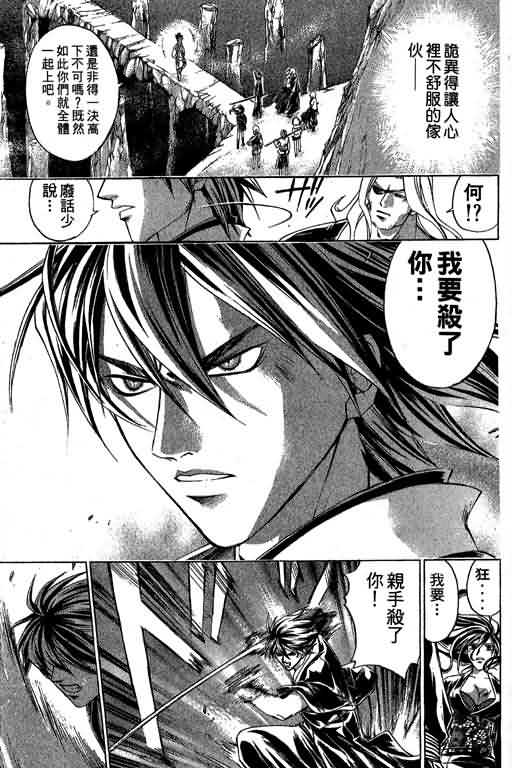 詭異得讓人心
裡不舒服的傢
伙──
還是非得一決高
下不可嗎？既然
如此你們就全體
一起上吧。
何!?
廢話少
說…
我要殺了
你…
狂…
我要…
親手殺了
你！